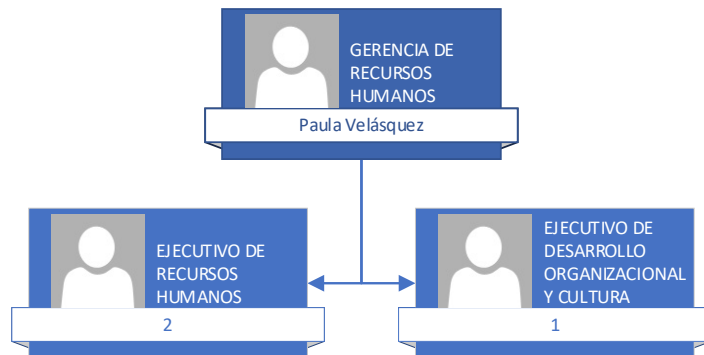 GERENCIA DE
RECURSOS
HUMANOS
Paula Velásquez
EJECUTIVO DE
RECURSOS
HUMANOS
2
EJECUTIVO DE
DESARROLLO
ORGANIZACIONAL
Y CULTURA
1